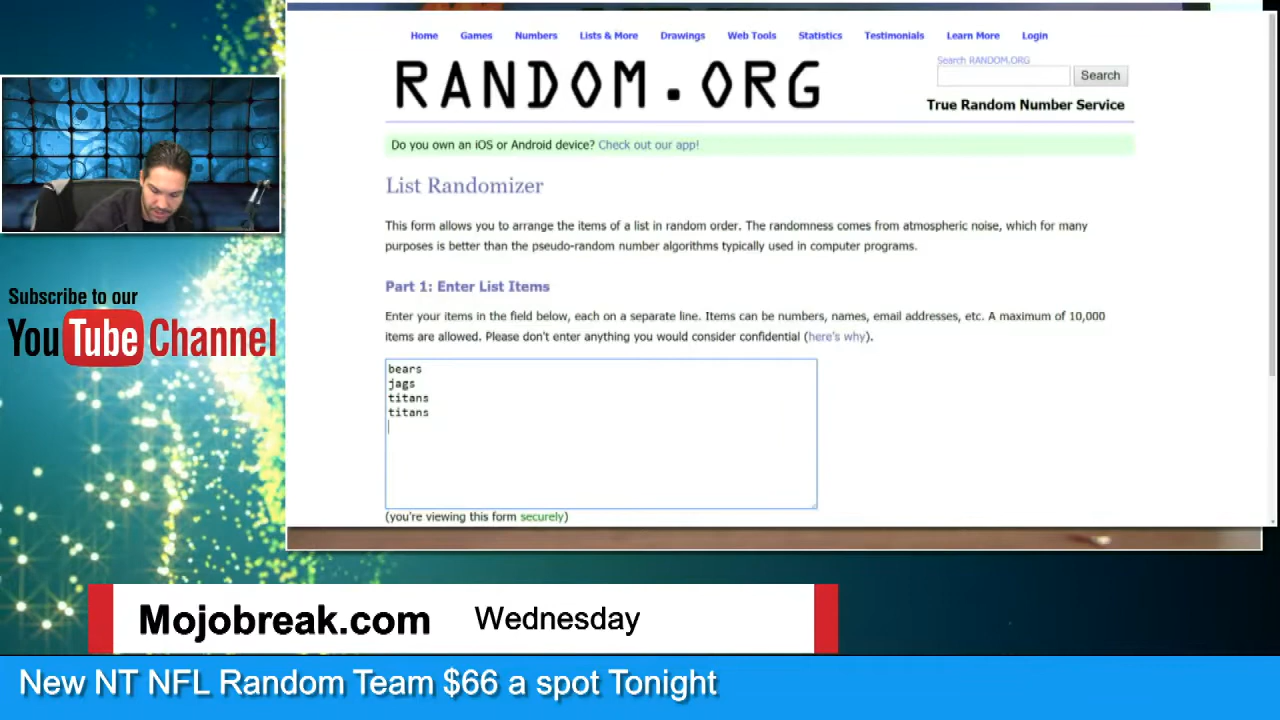 Home Games Numbers Lists & More Drawings Web Tools Statistics Testimonials Learn More Login
RANDOM.ORG
Search RANDOM.ORG
Search
True Random Number Service
Do you own an iOS or Android device? Check out our app!
List Randomizer
This form allows you to arrange the items of a list in random order. The randomness comes from atmospheric noise, which for many
purposes is better than the pseudo-random number algorithms typically used in computer programs.
Part 1: Enter List Items
Enter your items in the field below, each on a separate line. Items can be numbers, names, email addresses, etc. A maximum of 10,000
items are allowed. Please don't enter anything you would consider confidential (here's why).
bears
jags
titans
titans
(you're viewing this form securely)
Subscribe to our
YouTube Channel
Mojobreak.com Wednesday
New NT NFL Random Team $66 a spot Tonight